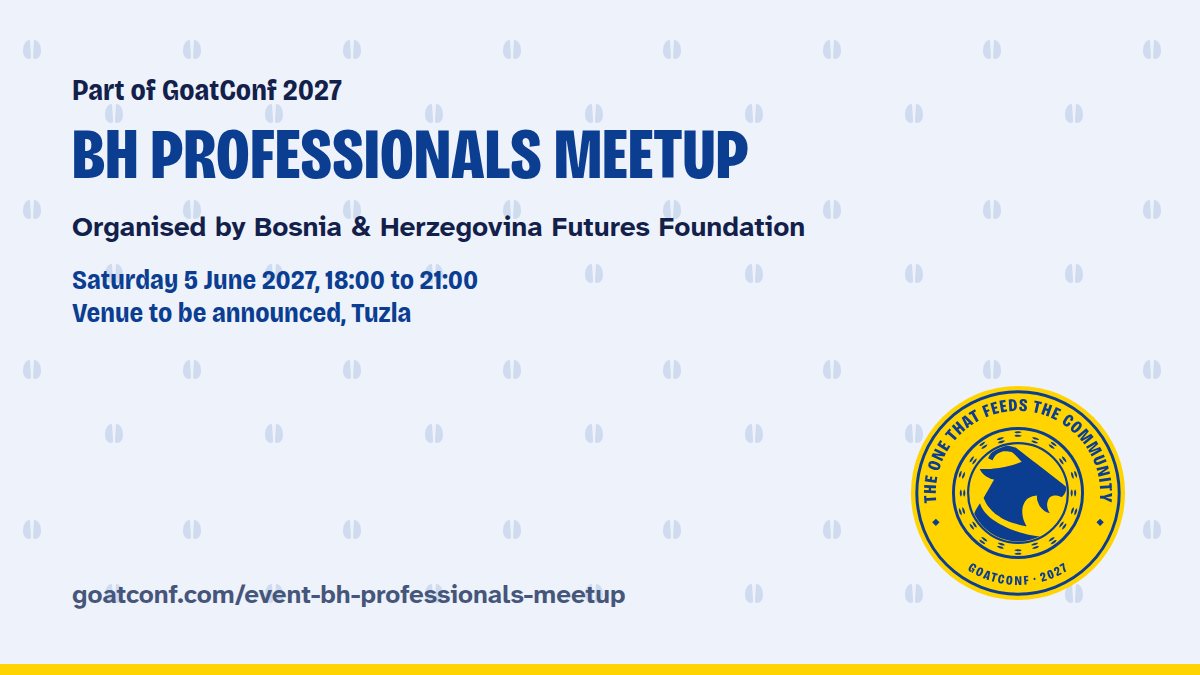 Part of GoatConf 2027
BH PROFESSIONALS MEETUP
Organised by Bosnia & Herzegovina Futures Foundation
Saturday 5 June 2027, 18:00 to 21:00
Venue to be announced, Tuzla
THE ONE THAT FEEDS THE COMMUNITY
GOATCONF · 2027
goatconf.com/event-bh-professionals-meetup